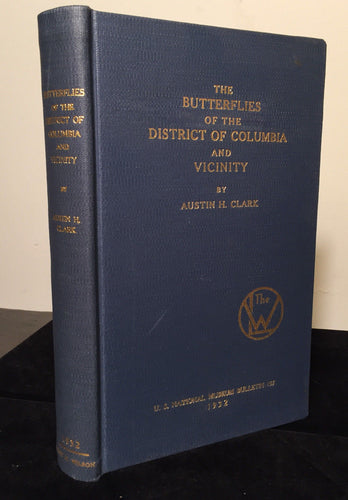 BUTTERFLIES
OF THE
DISTRICT OF
COLUMBIA
AND
VICINITY
BY
AUSTIN H.
CLARK
1932
THE
BUTTERFLIES
OF THE
DISTRICT OF COLUMBIA
AND
VICINITY
BY
AUSTIN H. CLARK
The
W
U. S. NATIONAL MUSEUM BULLETIN 157
1932